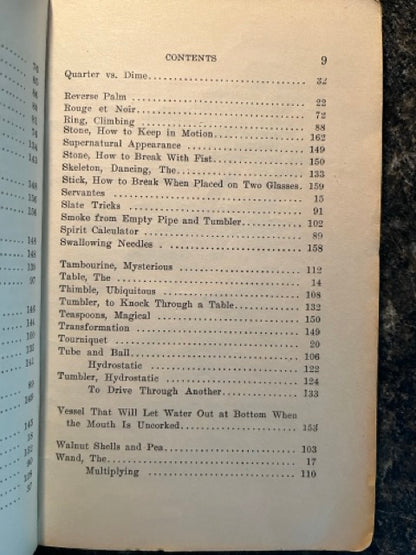 CONTENTS 9
Quarter vs. Dime 32
Reverse Palm 22
Rouge et Noir 72
Ring, Climbing 88
Stone, How to Keep in Motion 162
Supernatural Appearance 149
Stone, How to Break With Fist 150
Skeleton, Dancing, The 133
Stick, How to Break When Placed on Two Glasses. 159
Servantes 15
Slate Tricks 91
Smoke from Empty Pipe and Tumbler 102
Spirit Calculator 89
Swallowing Needles 158
Tambourine, Mysterious 112
Table, The 14
Thimble, Ubiquitous 108
Tumbler, to Knock Through a Table 132
Teaspoons, Magical 150
Transformation 149
Tourniquet 20
Tube and Ball 106
Hydrostatic 122
Tumbler, Hydrostatic 124
To Drive Through Another 133
Vessel That Will Let Water Out at Bottom When
the Mouth Is Uncorked 153
Walnut Shells and Pea 103
Wand, The 17
Multiplying 110